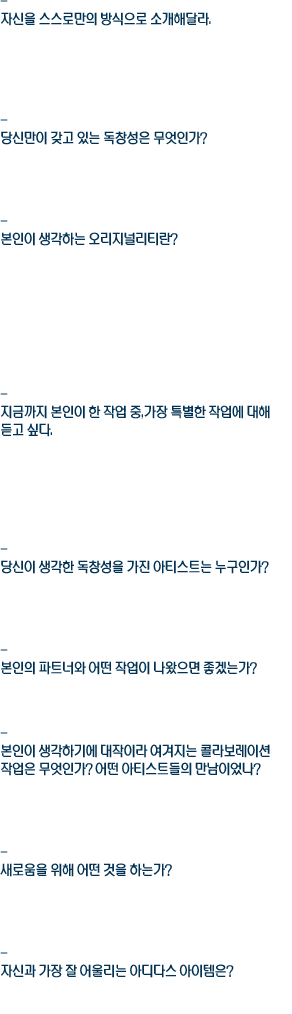 –
자신을 스스로만의 방식으로 소개해달라.
–
당신만이 갖고 있는 독창성은 무엇인가?
–
본인이 생각하는 오리지널리티란?
–
지금까지 본인이 한 작업 중,가장 특별한 작업에 대해
듣고 싶다.
–
당신이 생각한 독창성을 가진 아티스트는 누구인가?
–
본인의 파트너와 어떤 작업이 나왔으면 좋겠는가?
–
본인이 생각하기에 대작이라 여겨지는 콜라보레이션
작업은 무엇인가? 어떤 아티스트들의 만남이었나?
–
새로움을 위해 어떤 것을 하는가?
–
자신과 가장 잘 어울리는 아디다스 아이템은?